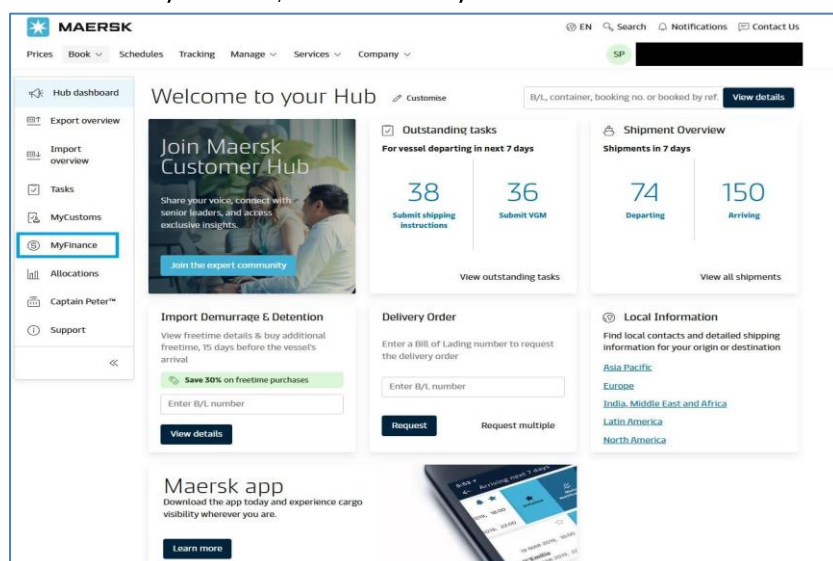 MAERSK
EN Search Notifications Contact Us
Prices Book Schedules Tracking Manage Services Company
SP
Hub dashboard
Export overview
Import
overview
Tasks
MyCustoms
MyFinance
Allocations
Captain Peter™
Support
Welcome to your Hub Customise
B/L, container, booking no. or booked by ref. View details
Join Maersk
Customer Hub
Share your voice, connect with
senior leaders, and access
exclusive insights.
Join the expert community
Outstanding tasks
For vessel departing in next 7 days
38 36
Submit shipping
instructions
Submit VGM
View outstanding tasks
Shipment Overview
Shipments in 7 days
74 150
Departing Arriving
View all shipments
Import Demurrage & Detention
View freetime details & buy additional
freetime, 15 days before the vessel's
arrival
Save 30% on freetime purchases
Enter B/L number
View details
Delivery Order
Enter a Bill of Lading number to request
the delivery order
Enter B/L number
Request Request multiple
Local Information
Find local contacts and detailed shipping
information for your origin or destination
Asia Pacific
Europe
India, Middle East and Africa
Latin America
North America
Maersk app
Download the app today and experience cargo
visibility wherever you are.
Learn more
Arriving next 7 days